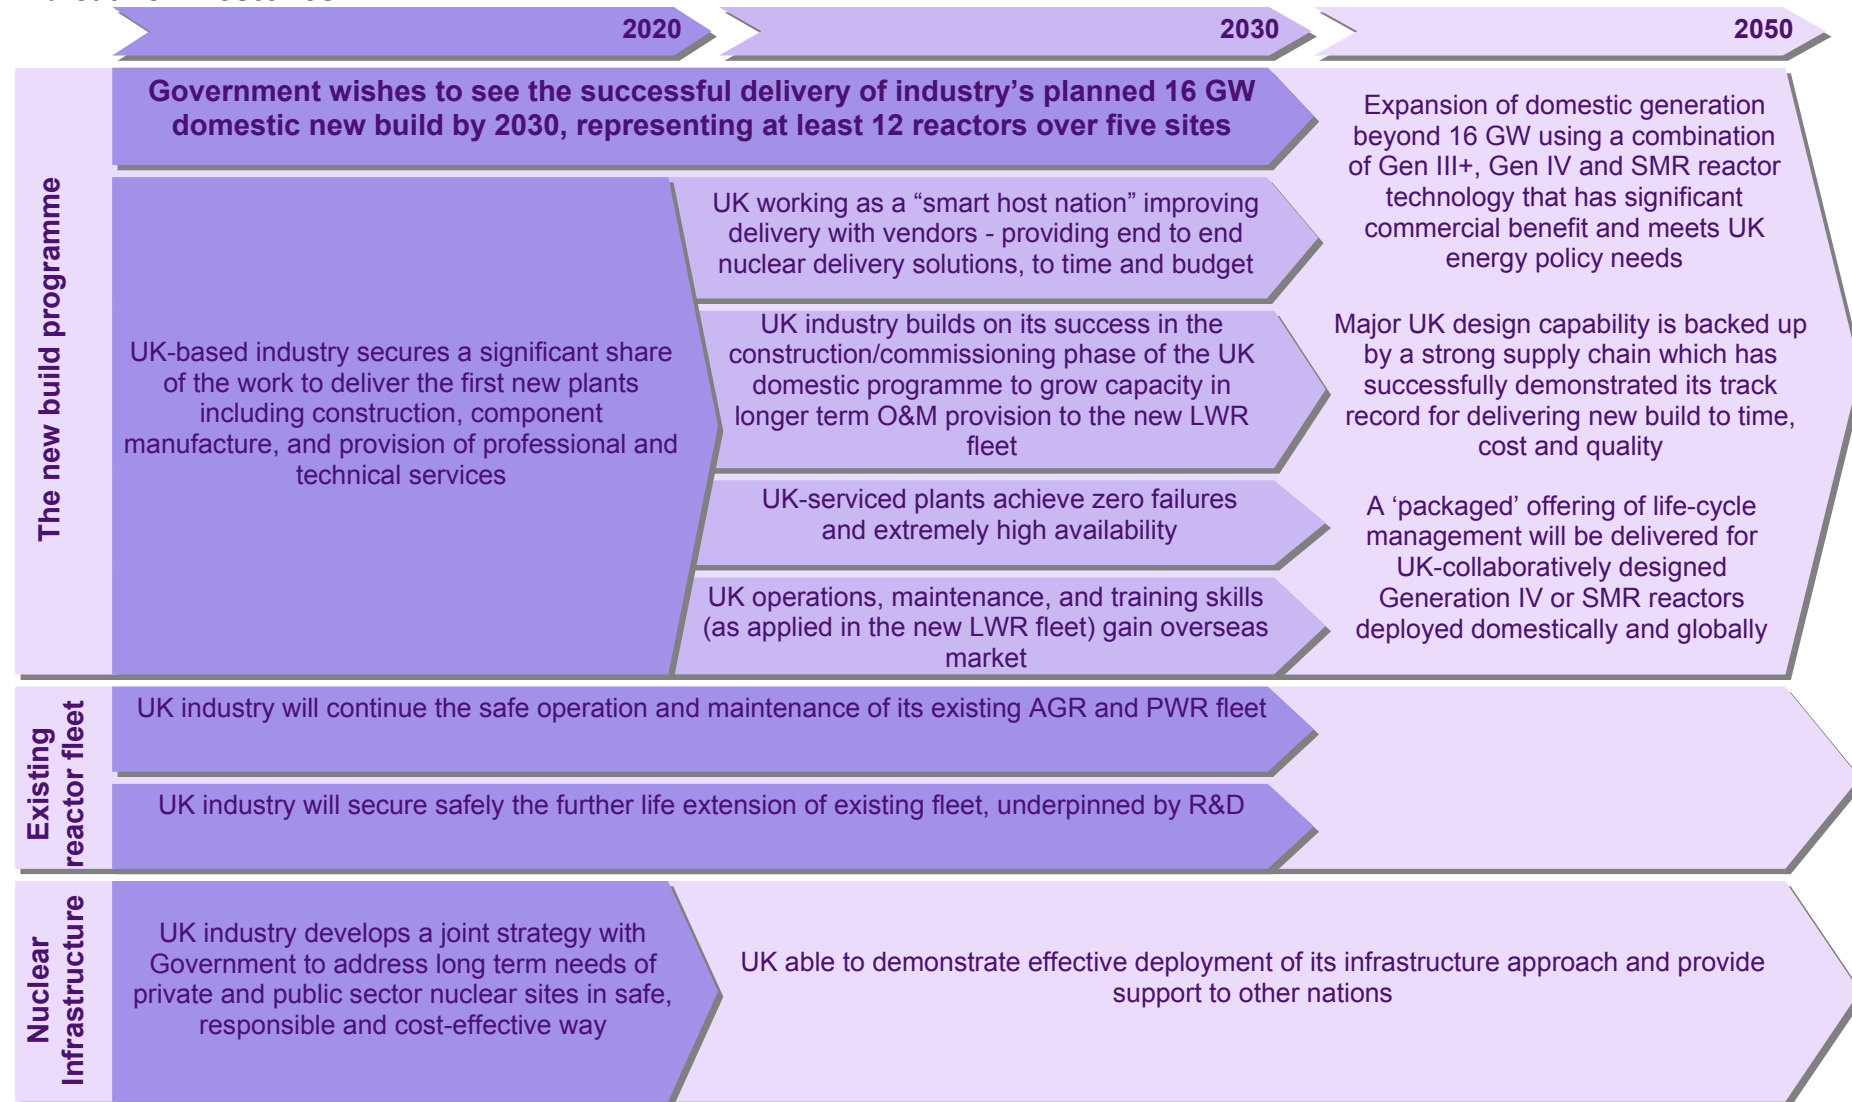 2020
2030
2050
The new build programme
Government wishes to see the successful delivery of industry’s planned 16 GW
domestic new build by 2030, representing at least 12 reactors over five sites
UK-based industry secures a significant share
of the work to deliver the first new plants
including construction, component
manufacture, and provision of professional and
technical services
UK working as a “smart host nation” improving
delivery with vendors - providing end to end
nuclear delivery solutions, to time and budget
UK industry builds on its success in the
construction/commissioning phase of the UK
domestic programme to grow capacity in
longer term O&M provision to the new LWR
fleet
UK-serviced plants achieve zero failures
and extremely high availability
UK operations, maintenance, and training skills
(as applied in the new LWR fleet) gain overseas
market
Expansion of domestic generation
beyond 16 GW using a combination
of Gen III+, Gen IV and SMR reactor
technology that has significant
commercial benefit and meets UK
energy policy needs
Major UK design capability is backed up
by a strong supply chain which has
successfully demonstrated its track
record for delivering new build to time,
cost and quality
A ‘packaged’ offering of life-cycle
management will be delivered for
UK-collaboratively designed
Generation IV or SMR reactors
deployed domestically and globally
Existing
reactor fleet
UK industry will continue the safe operation and maintenance of its existing AGR and PWR fleet
UK industry will secure safely the further life extension of existing fleet, underpinned by R&D
Nuclear
Infrastructure
UK industry develops a joint strategy with
Government to address long term needs of
private and public sector nuclear sites in safe,
responsible and cost-effective way
UK able to demonstrate effective deployment of its infrastructure approach and provide
support to other nations